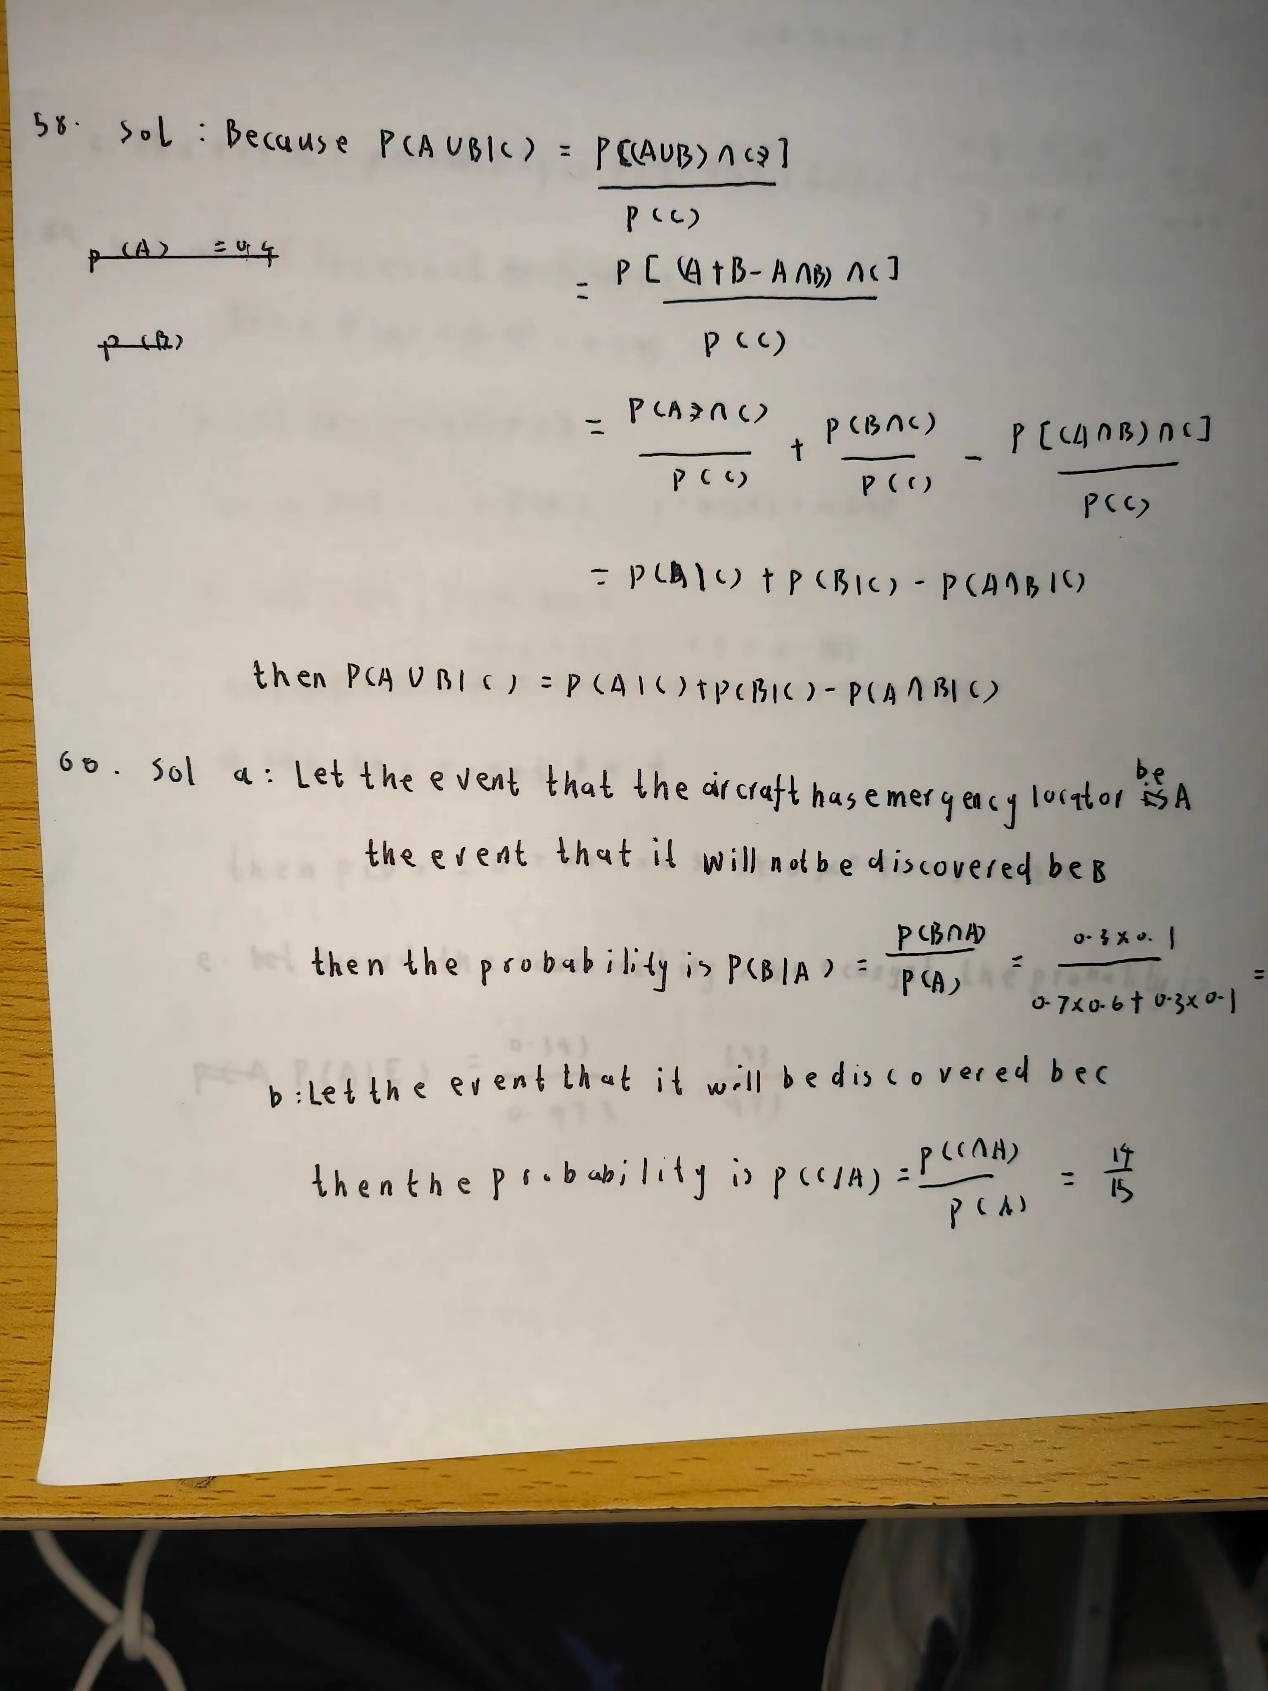 58. Sol : Because P(A∪B|C) = P[(A∪B)∩C]
P(C)
P(A) = 0.4
= P[(A+B-A∩B)∩C]
P(C)
P(B)
= P(A∩C) + P(B∩C) - P[(A∩B)∩C]
P(C) P(C) P(C)
= P(A|C) + P(B|C) - P(A∩B|C)
then P(A∪B|C) = P(A|C)+P(B|C)-P(A∩B|C)
60. Sol a: Let the event that the aircraft has emergency locator be A
the event that it will not be discovered be B
then the probability is P(B|A) = P(B∩A) / P(A) = 0.3×0.1 / 0.7×0.6+0.3×0.1 =
b: Let the event that it will be discovered be C
then the probability is P(C|A) = P(C∩A) / P(A) = 14/15